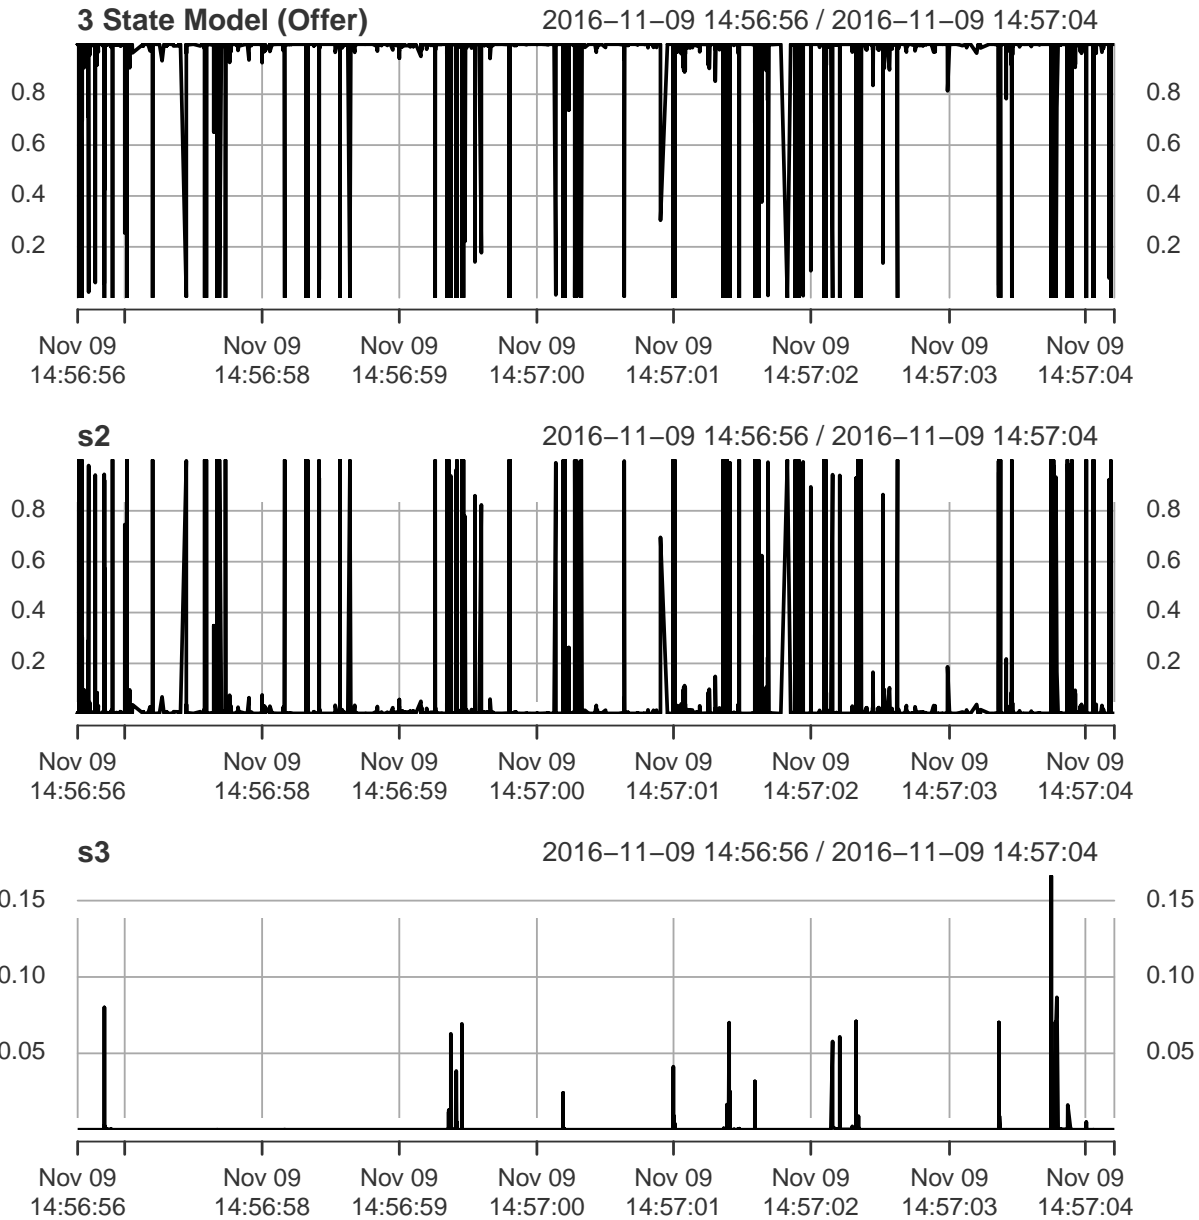 3 State Model (Offer) 2016−11−09 14:56:56 / 2016−11−09 14:57:04
0.8 0.8
0.6 0.6
0.4 0.4
0.2 0.2
Nov 09 Nov 09 Nov 09 Nov 09 Nov 09 Nov 09 Nov 09 Nov 09
14:56:56 14:56:58 14:56:59 14:57:00 14:57:01 14:57:02 14:57:03 14:57:04
s2 2016−11−09 14:56:56 / 2016−11−09 14:57:04
0.8 0.8
0.6 0.6
0.4 0.4
0.2 0.2
Nov 09 Nov 09 Nov 09 Nov 09 Nov 09 Nov 09 Nov 09 Nov 09
14:56:56 14:56:58 14:56:59 14:57:00 14:57:01 14:57:02 14:57:03 14:57:04
s3 2016−11−09 14:56:56 / 2016−11−09 14:57:04
0.15 0.15
0.10 0.10
0.05 0.05
Nov 09 Nov 09 Nov 09 Nov 09 Nov 09 Nov 09 Nov 09 Nov 09
14:56:56 14:56:58 14:56:59 14:57:00 14:57:01 14:57:02 14:57:03 14:57:04